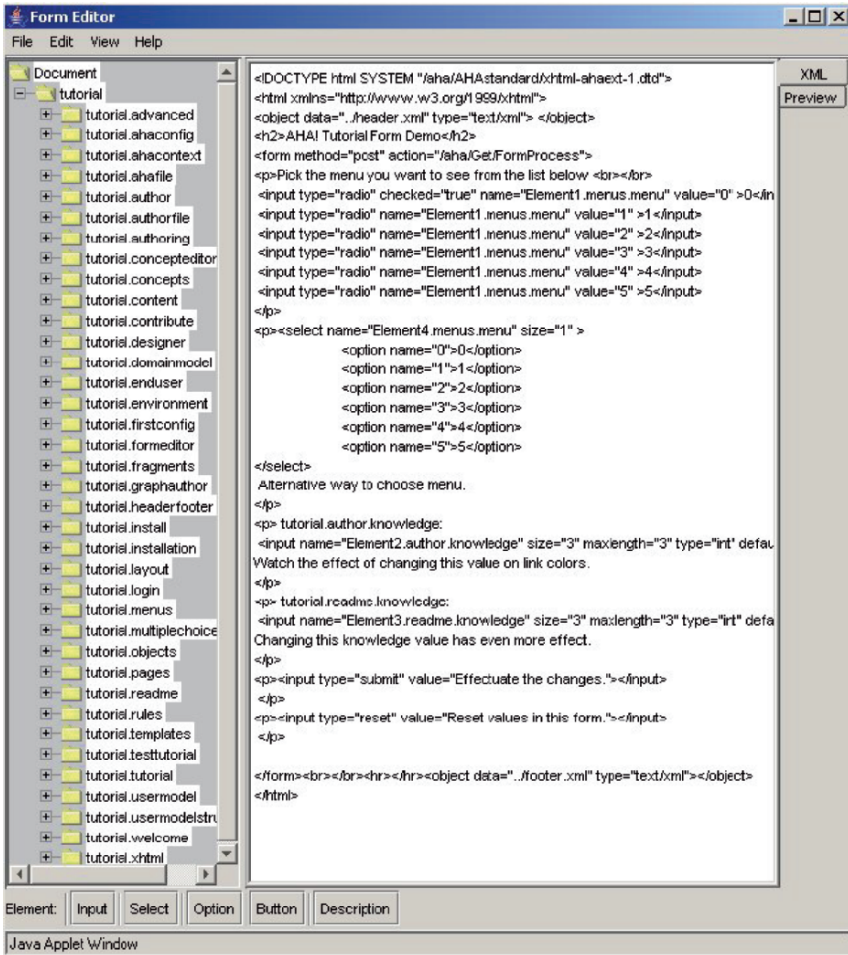 Form Editor
File Edit View Help
Document
tutorial
tutorial.advanced
tutorial.ahaconfig
tutorial.ahacontext
tutorial.ahafile
tutorial.author
tutorial.authorfile
tutorial.authoring
tutorial.concepteditor
tutorial.concepts
tutorial.content
tutorial.contribute
tutorial.designer
tutorial.domainmodel
tutorial.enduser
tutorial.environment
tutorial.firstconfig
tutorial.formeditor
tutorial.fragments
tutorial.graphauthor
tutorial.headerfooter
tutorial.install
tutorial.installation
tutorial.layout
tutorial.login
tutorial.menus
tutorial.multiplechoice
tutorial.objects
tutorial.pages
tutorial.readme
tutorial.rules
tutorial.templates
tutorial.testtutorial
tutorial.tutorial
tutorial.usermodel
tutorial.usermodelstru
tutorial.welcome
tutorial.xhtml
<!DOCTYPE html SYSTEM "/aha/AHAstandard/xhtml-ahaext-1.dtd">
<html xmlns="http://www.w3.org/1999/xhtml">
<object data="../header.xml" type="text/xml"> </object>
<h2>AHA! Tutorial Form Demo</h2>
<form method="post" action="/aha/Get/FormProcess">
<p>Pick the menu you want to see from the list below <br></br>
<input type="radio" checked="true" name="Element1.menus.menu" value="0" >0</in
<input type="radio" name="Element1.menus.menu" value="1" >1</input>
<input type="radio" name="Element1.menus.menu" value="2" >2</input>
<input type="radio" name="Element1.menus.menu" value="3" >3</input>
<input type="radio" name="Element1.menus.menu" value="4" >4</input>
<input type="radio" name="Element1.menus.menu" value="5" >5</input>
</p>
<p><select name="Element4.menus.menu" size="1" >
<option name="0">0</option>
<option name="1">1</option>
<option name="2">2</option>
<option name="3">3</option>
<option name="4">4</option>
<option name="5">5</option>
</select>
Alternative way to choose menu.
</p>
<p> tutorial.author.knowledge:
<input name="Element2.author.knowledge" size="3" maxlength="3" type="int" defau
Watch the effect of changing this value on link colors.
</p>
<p> tutorial.readme.knowledge:
<input name="Element3.readme.knowledge" size="3" maxlength="3" type="int" defa
Changing this knowledge value has even more effect.
</p>
<p><input type="submit" value="Effectuate the changes."></input>
</p>
<p><input type="reset" value="Reset values in this form."></input>
</p>
</form><br></br><hr></hr><object data="../footer.xml" type="text/xml"></object>
</html>
XML
Preview
Element: Input Select Option Button Description
Java Applet Window